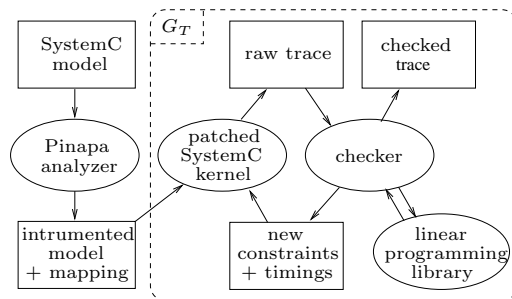 SystemC
model
G_T
raw trace
checked
trace
Pinapa
analyzer
patched
SystemC
kernel
checker
intrumented
model
+ mapping
new
constraints
+ timings
linear
programming
library